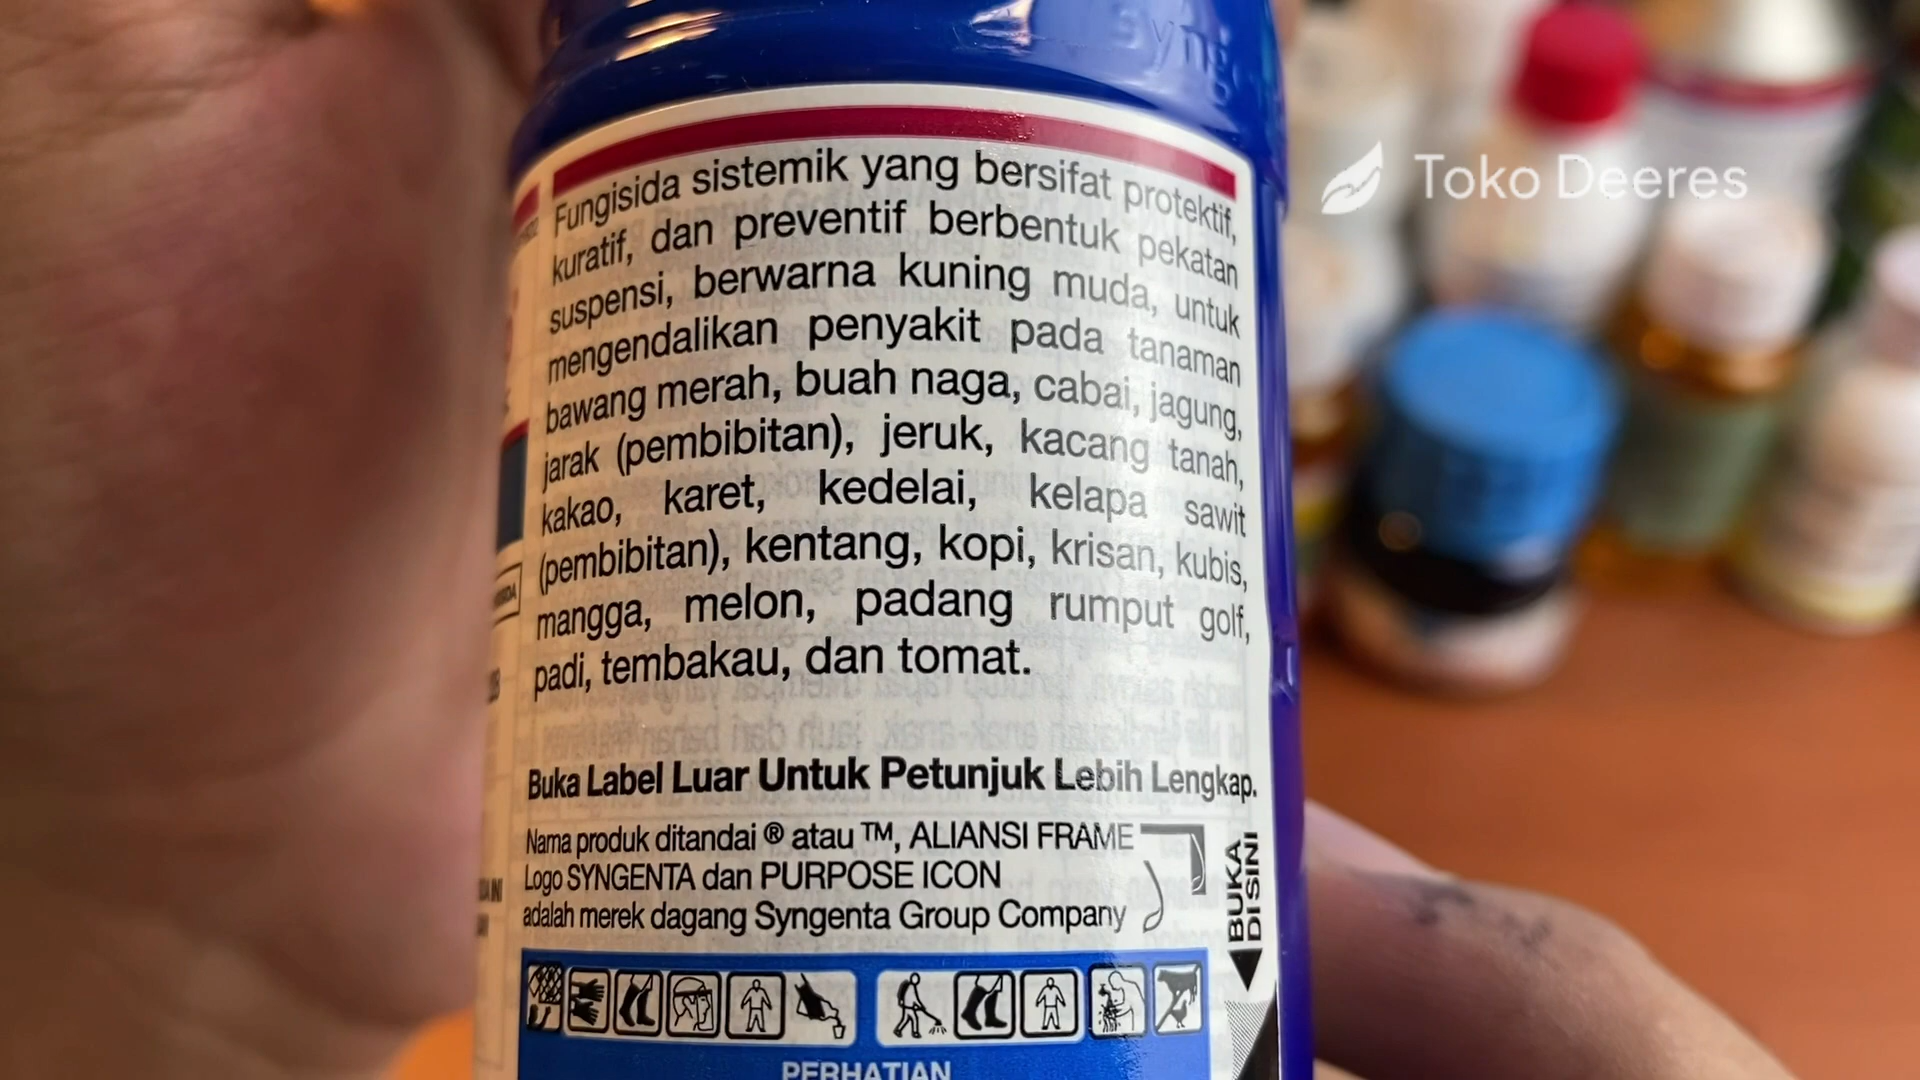 Syng
Toko Deeres
Fungisida sistemik yang bersifat protektif,
kuratif, dan preventif berbentuk pekatan
suspensi, berwarna kuning muda, untuk
mengendalikan penyakit pada tanaman
bawang merah, buah naga, cabai, jagung,
jarak (pembibitan), jeruk, kacang tanah,
kakao, karet, kedelai, kelapa sawit
(pembibitan), kentang, kopi, krisan, kubis,
mangga, melon, padang rumput golf,
padi, tembakau, dan tomat.
Buka Label Luar Untuk Petunjuk Lebih Lengkap.
Nama produk ditandai ® atau ™, ALIANSI FRAME
Logo SYNGENTA dan PURPOSE ICON
adalah merek dagang Syngenta Group Company
BUKA
DISINI
PERHATIAN